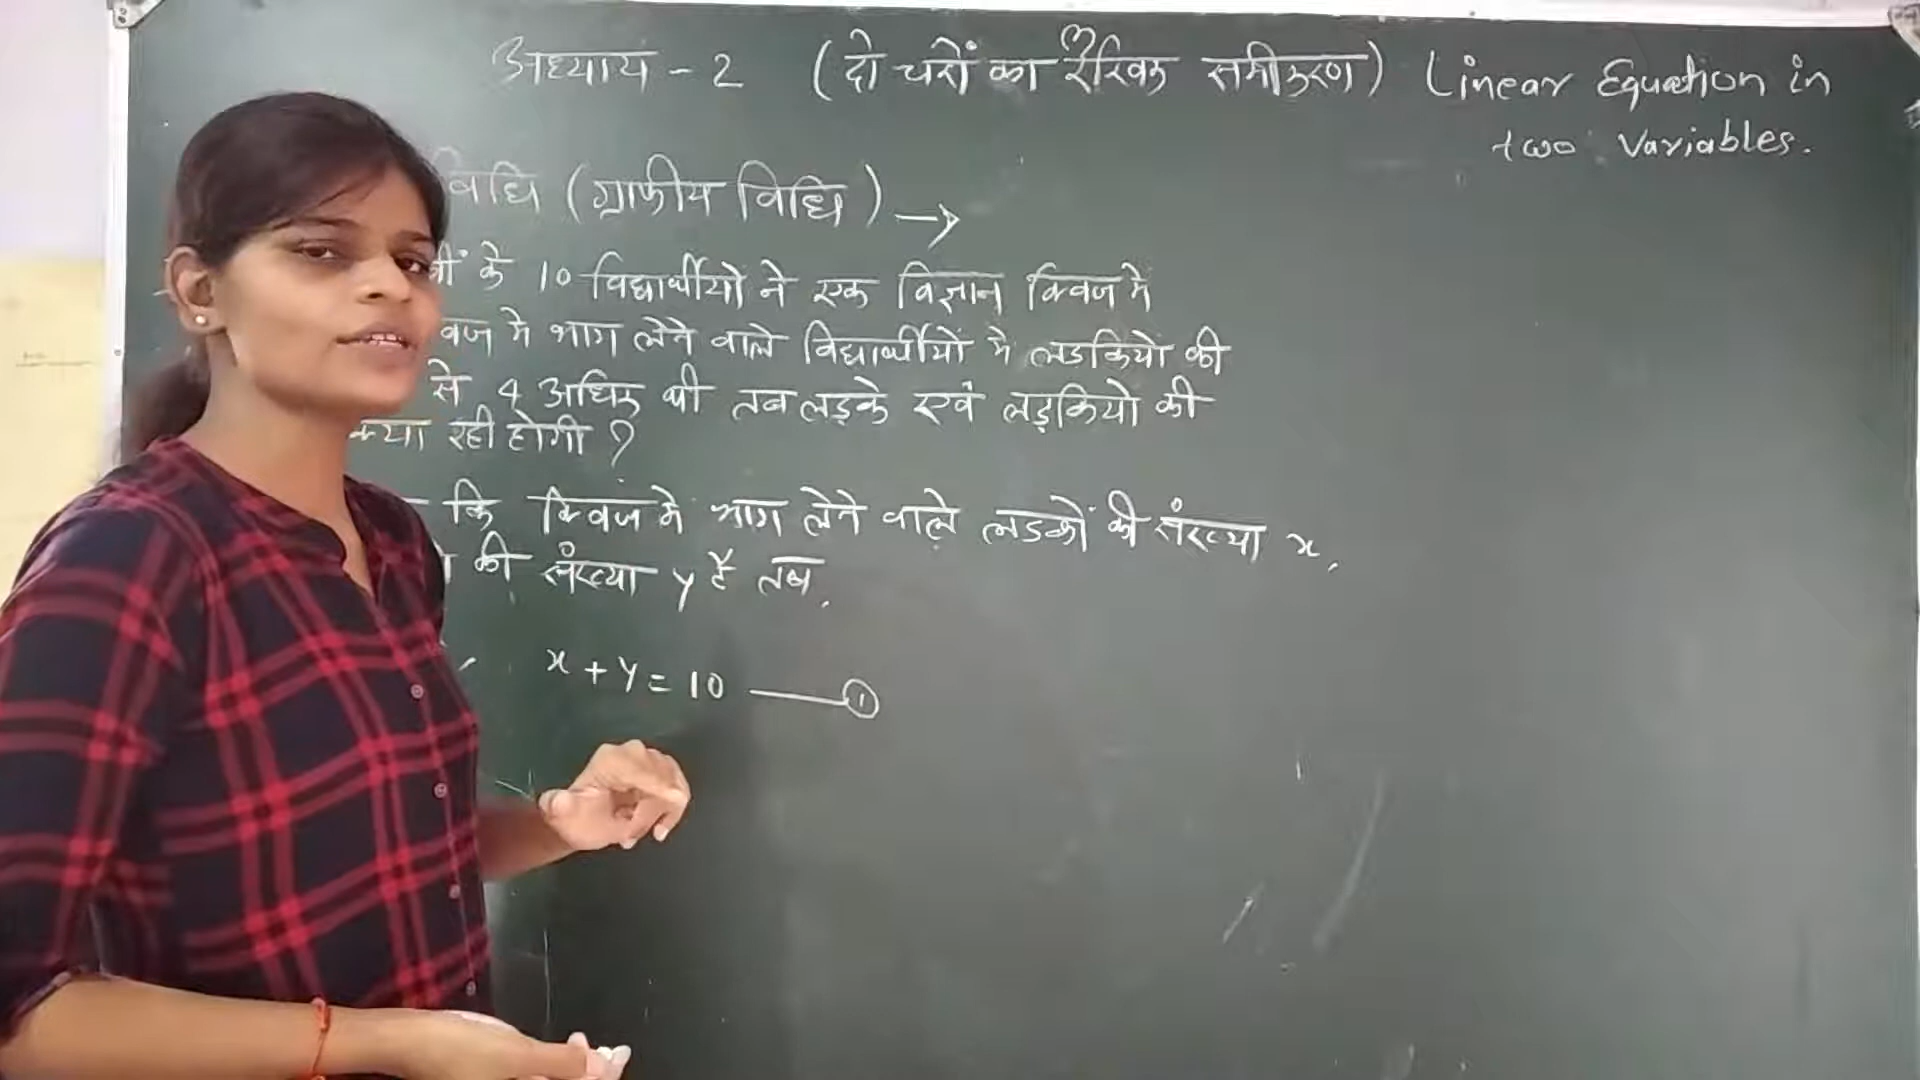 अध्याय - 2 (दो चरों का रैखिक समीकरण) Linear Equation in
two Variables.
विधि (ग्राफीय विधि) →
के 10 विद्यार्थीयो ने एक विज्ञान क्विज मे
मे भाग लेने वाले विद्यार्थीयों मे लडकियो की
से 4 अधिक थी तब लड़के एवं लड़कियो की
क्या रही होगी ?
कि क्विज मे भाग लेने वाले लडकों की संख्या x,
की संख्या y है तब,
x + y = 10 —— ①